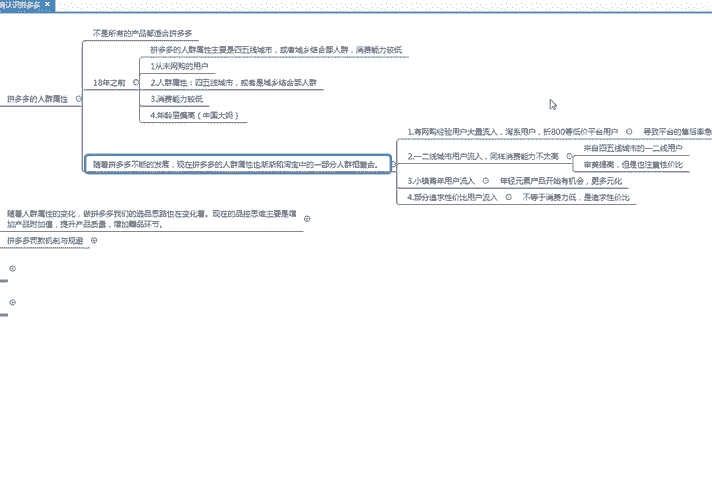 确认识拼多多 ×
不是所有的产品都适合拼多多
拼多多的人群属性主要是四五线城市，或者城乡结合部人群，消费能力较低
1从未网购的用户
18年之前
2.人群属性：四五线城市，或者是城乡结合部人群
拼多多的人群属性
3.消费能力较低
4.年龄层偏高（中国大妈）
1.有网购经验用户大量流入，淘系用户，折800等低价平台用户
导致平台的售后率急
来自四五线城市的一二线用户
2.一二线城市用户流入，同样消费能力不太高
随着拼多多不断的发展，现在拼多多的人群属性也渐渐和淘宝中的一部分人群相重合。
审美提高，但是也注重性价比
3.小镇青年用户流入
年轻元素产品开始有机会，更多元化
4.部分追求性价比用户流入
不等于消费力低，是追求性价比
随着人群属性的变化，做拼多多我们的选品思路也在变化着。现在的品控思维主要是增
加产品附加值，提升产品质量，增加赠品环节。
拼多多罚款机制与规避